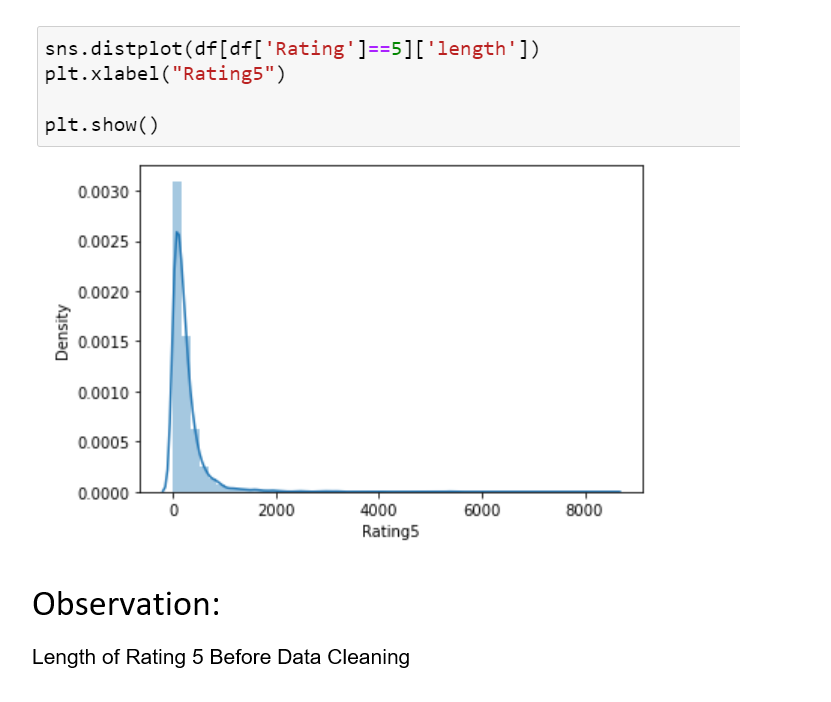 sns.distplot(df[df['Rating']==5]['length'])
plt.xlabel("Rating5")
plt.show()
0.0030
0.0025
0.0020
0.0015
0.0010
0.0005
0.0000
Density
0 2000 4000 6000 8000
Rating5
Observation:
Length of Rating 5 Before Data Cleaning